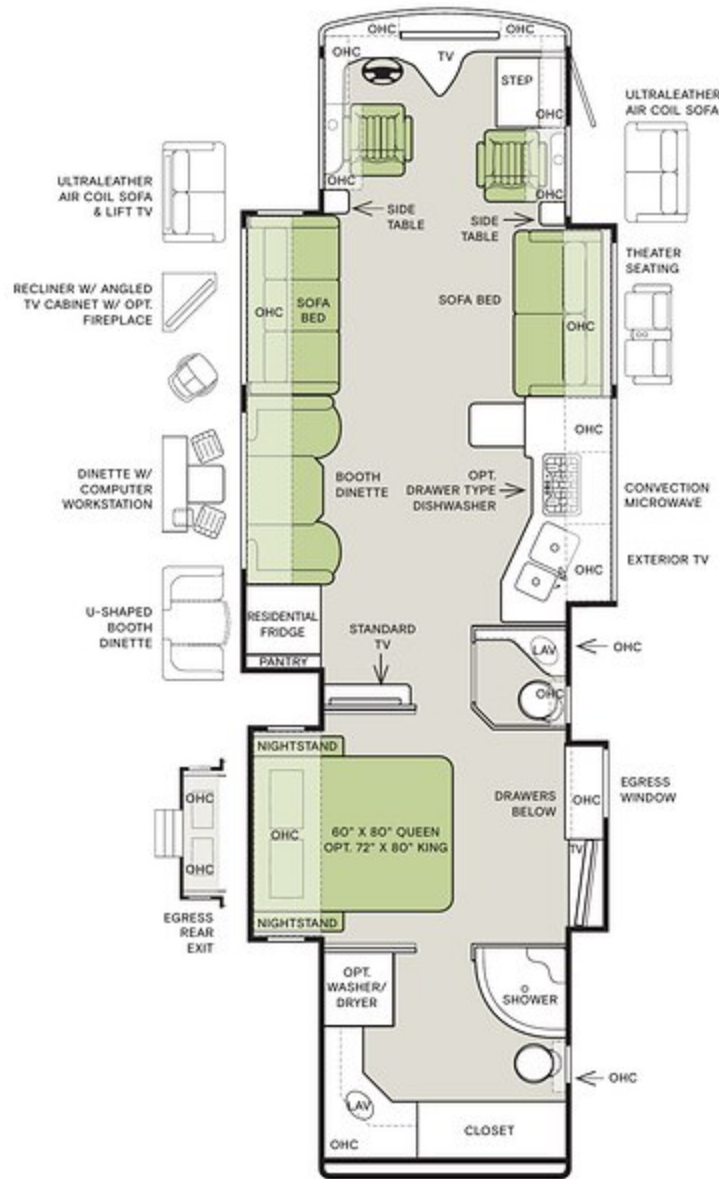 OHC
OHC
OHC
TV
STEP
OHC
OHC
OHC
ULTRALEATHER
AIR COIL SOFA
ULTRALEATHER
AIR COIL SOFA
& LIFT TV
SIDE
TABLE
SIDE
TABLE
RECLINER W/ ANGLED
TV CABINET W/ OPT.
FIREPLACE
OHC
SOFA
BED
SOFA BED
OHC
THEATER
SEATING
DINETTE W/
COMPUTER
WORKSTATION
BOOTH
DINETTE
OPT.
DRAWER TYPE
DISHWASHER
OHC
CONVECTION
MICROWAVE
OHC
EXTERIOR TV
U-SHAPED
BOOTH
DINETTE
RESIDENTIAL
FRIDGE
PANTRY
STANDARD
TV
LAV
OHC
OHC
NIGHTSTAND
OHC
60" X 80" QUEEN
OPT. 72" X 80" KING
NIGHTSTAND
DRAWERS
BELOW
OHC
TV
EGRESS
WINDOW
OHC
OHC
EGRESS
REAR
EXIT
OPT.
WASHER/
DRYER
SHOWER
OHC
LAV
OHC
CLOSET